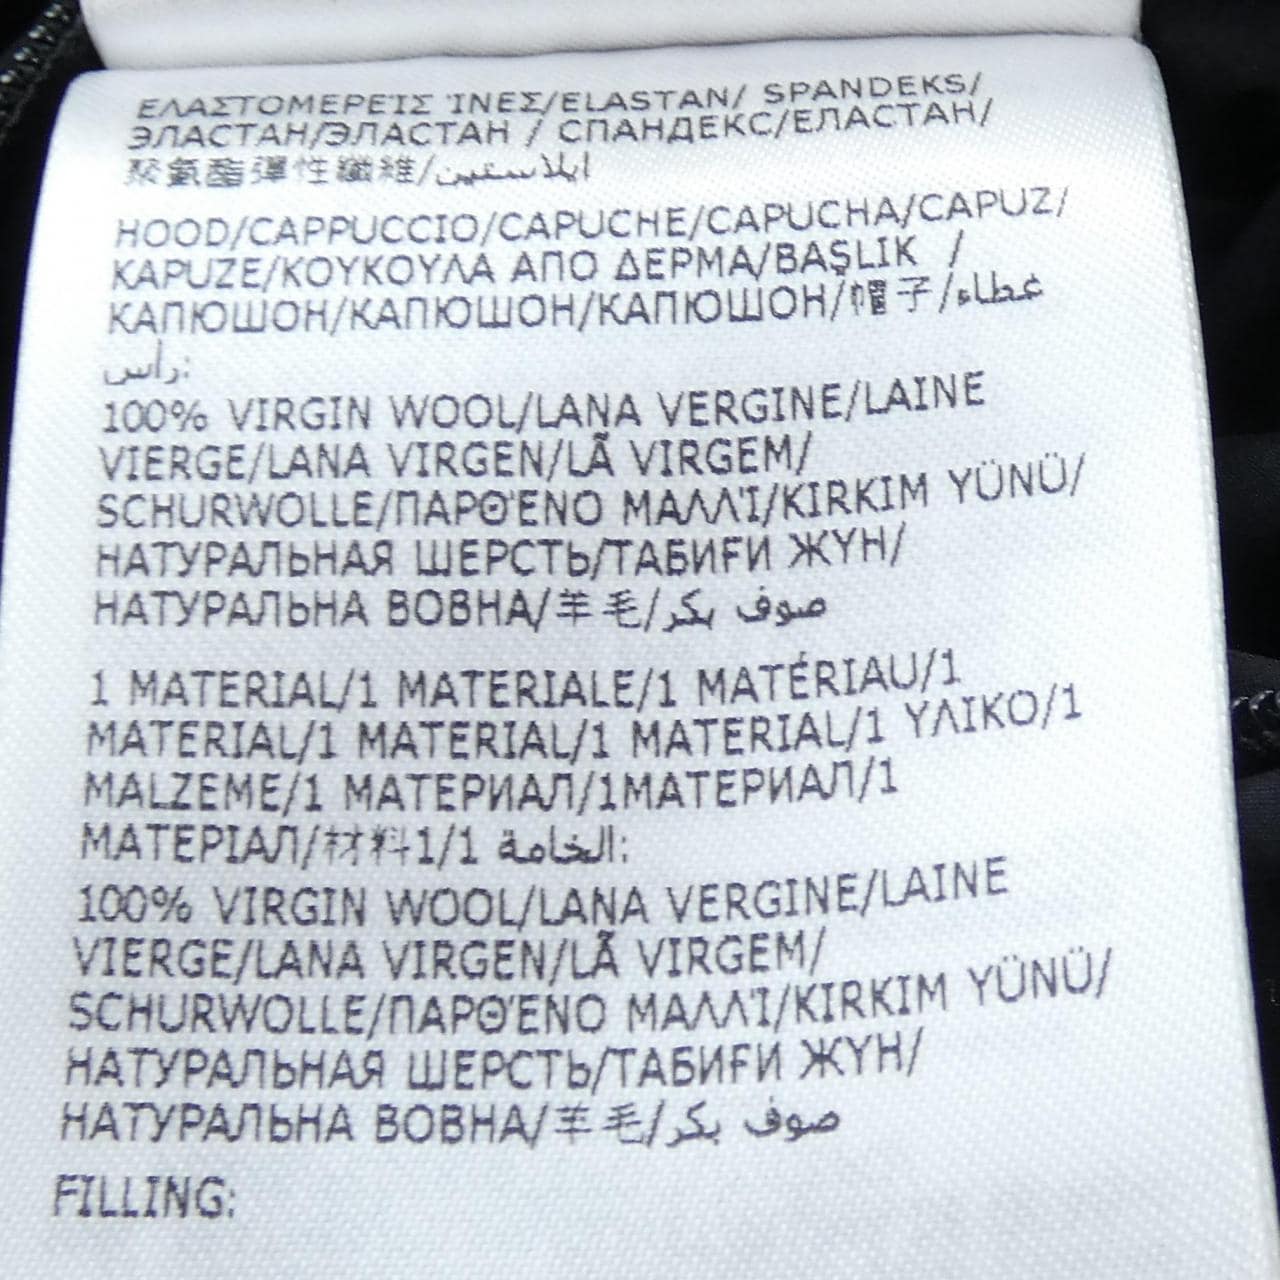 ΕΛΑΣΤΟΜΕΡΕΊΣ ΊΝΕΣ/ELASTAN/ SPANDEKS/
ЭЛАСТАН/ЭЛАСТАН / СПАНДЕКС/ЕЛАСТАН/
聚氨酯彈性纖維/ايلاستين
HOOD/CAPPUCCIO/CAPUCHE/CAPUCHA/CAPUZ/
KAPUZE/ΚΟΥΚΟΥΛΑ ΑΠΟ ΔΕΡΜΑ/BAŞLIK /
КАПЮШОН/КАПЮШОН/КАПЮШОН/帽子/غطاء
رأس:
100% VIRGIN WOOL/LANA VERGINE/LAINE
VIERGE/LANA VIRGEN/LÃ VIRGEM/
SCHURWOLLE/ΠΑΡΘΈΝΟ ΜΑΛΛΊ/KIRKIM YÜNÜ/
НАТУРАЛЬНАЯ ШЕРСТЬ/ТАБИҒИ ЖҮН/
НАТУРАЛЬНА ВОВНА/羊毛/صوف بكر
1 MATERIAL/1 MATERIALE/1 MATÉRIAU/1
MATERIAL/1 MATERIAL/1 MATERIAL/1 ΥΛΙΚΟ/1
MALZEME/1 МАТЕРИАЛ/1МАТЕРИАЛ/1
МАТЕРІАЛ/材料1/1 الخامة:
100% VIRGIN WOOL/LANA VERGINE/LAINE
VIERGE/LANA VIRGEN/LÃ VIRGEM/
SCHURWOLLE/ΠΑΡΘΈΝΟ ΜΑΛΛΊ/KIRKIM YÜNÜ/
НАТУРАЛЬНАЯ ШЕРСТЬ/ТАБИҒИ ЖҮН/
НАТУРАЛЬНА ВОВНА/羊毛/صوف بكر
FILLING: